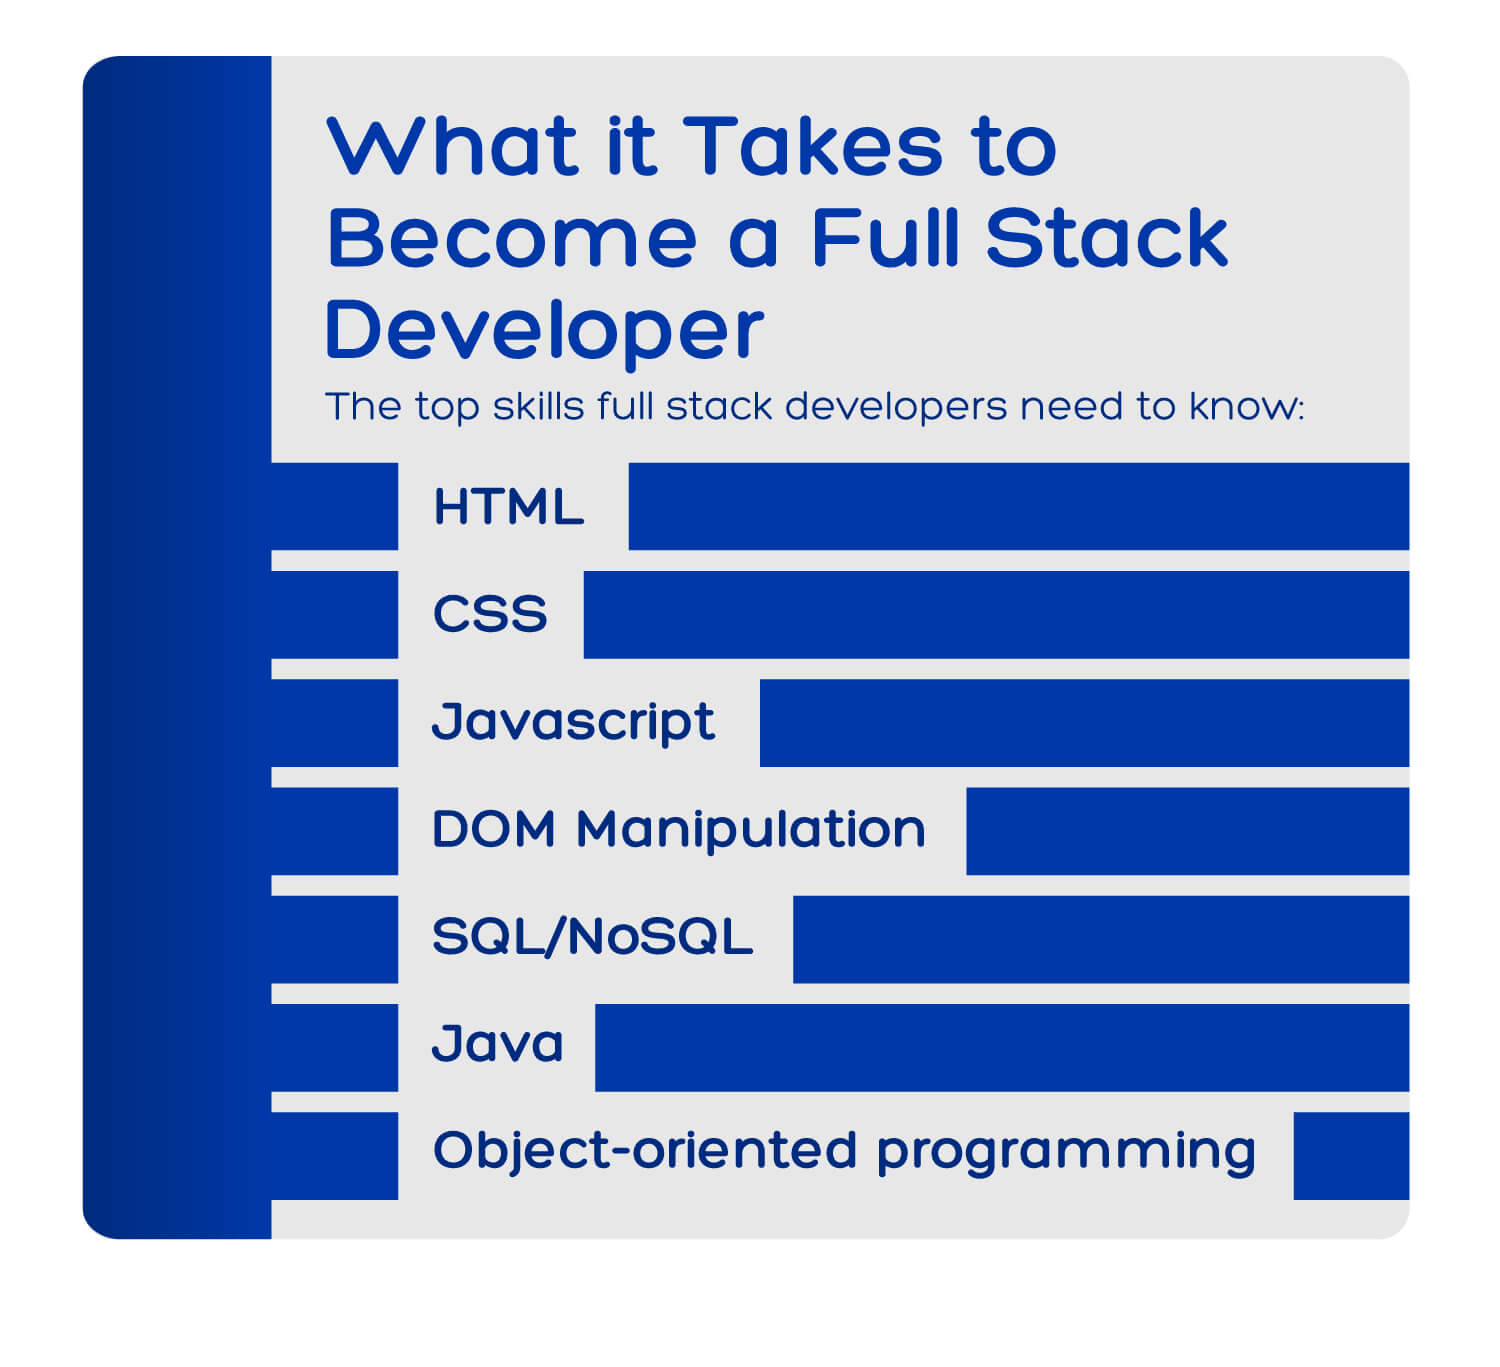 What it Takes to
Become a Full Stack
Developer
The top skills full stack developers need to know:
HTML
CSS
Javascript
DOM Manipulation
SQL/NoSQL
Java
Object-oriented programming